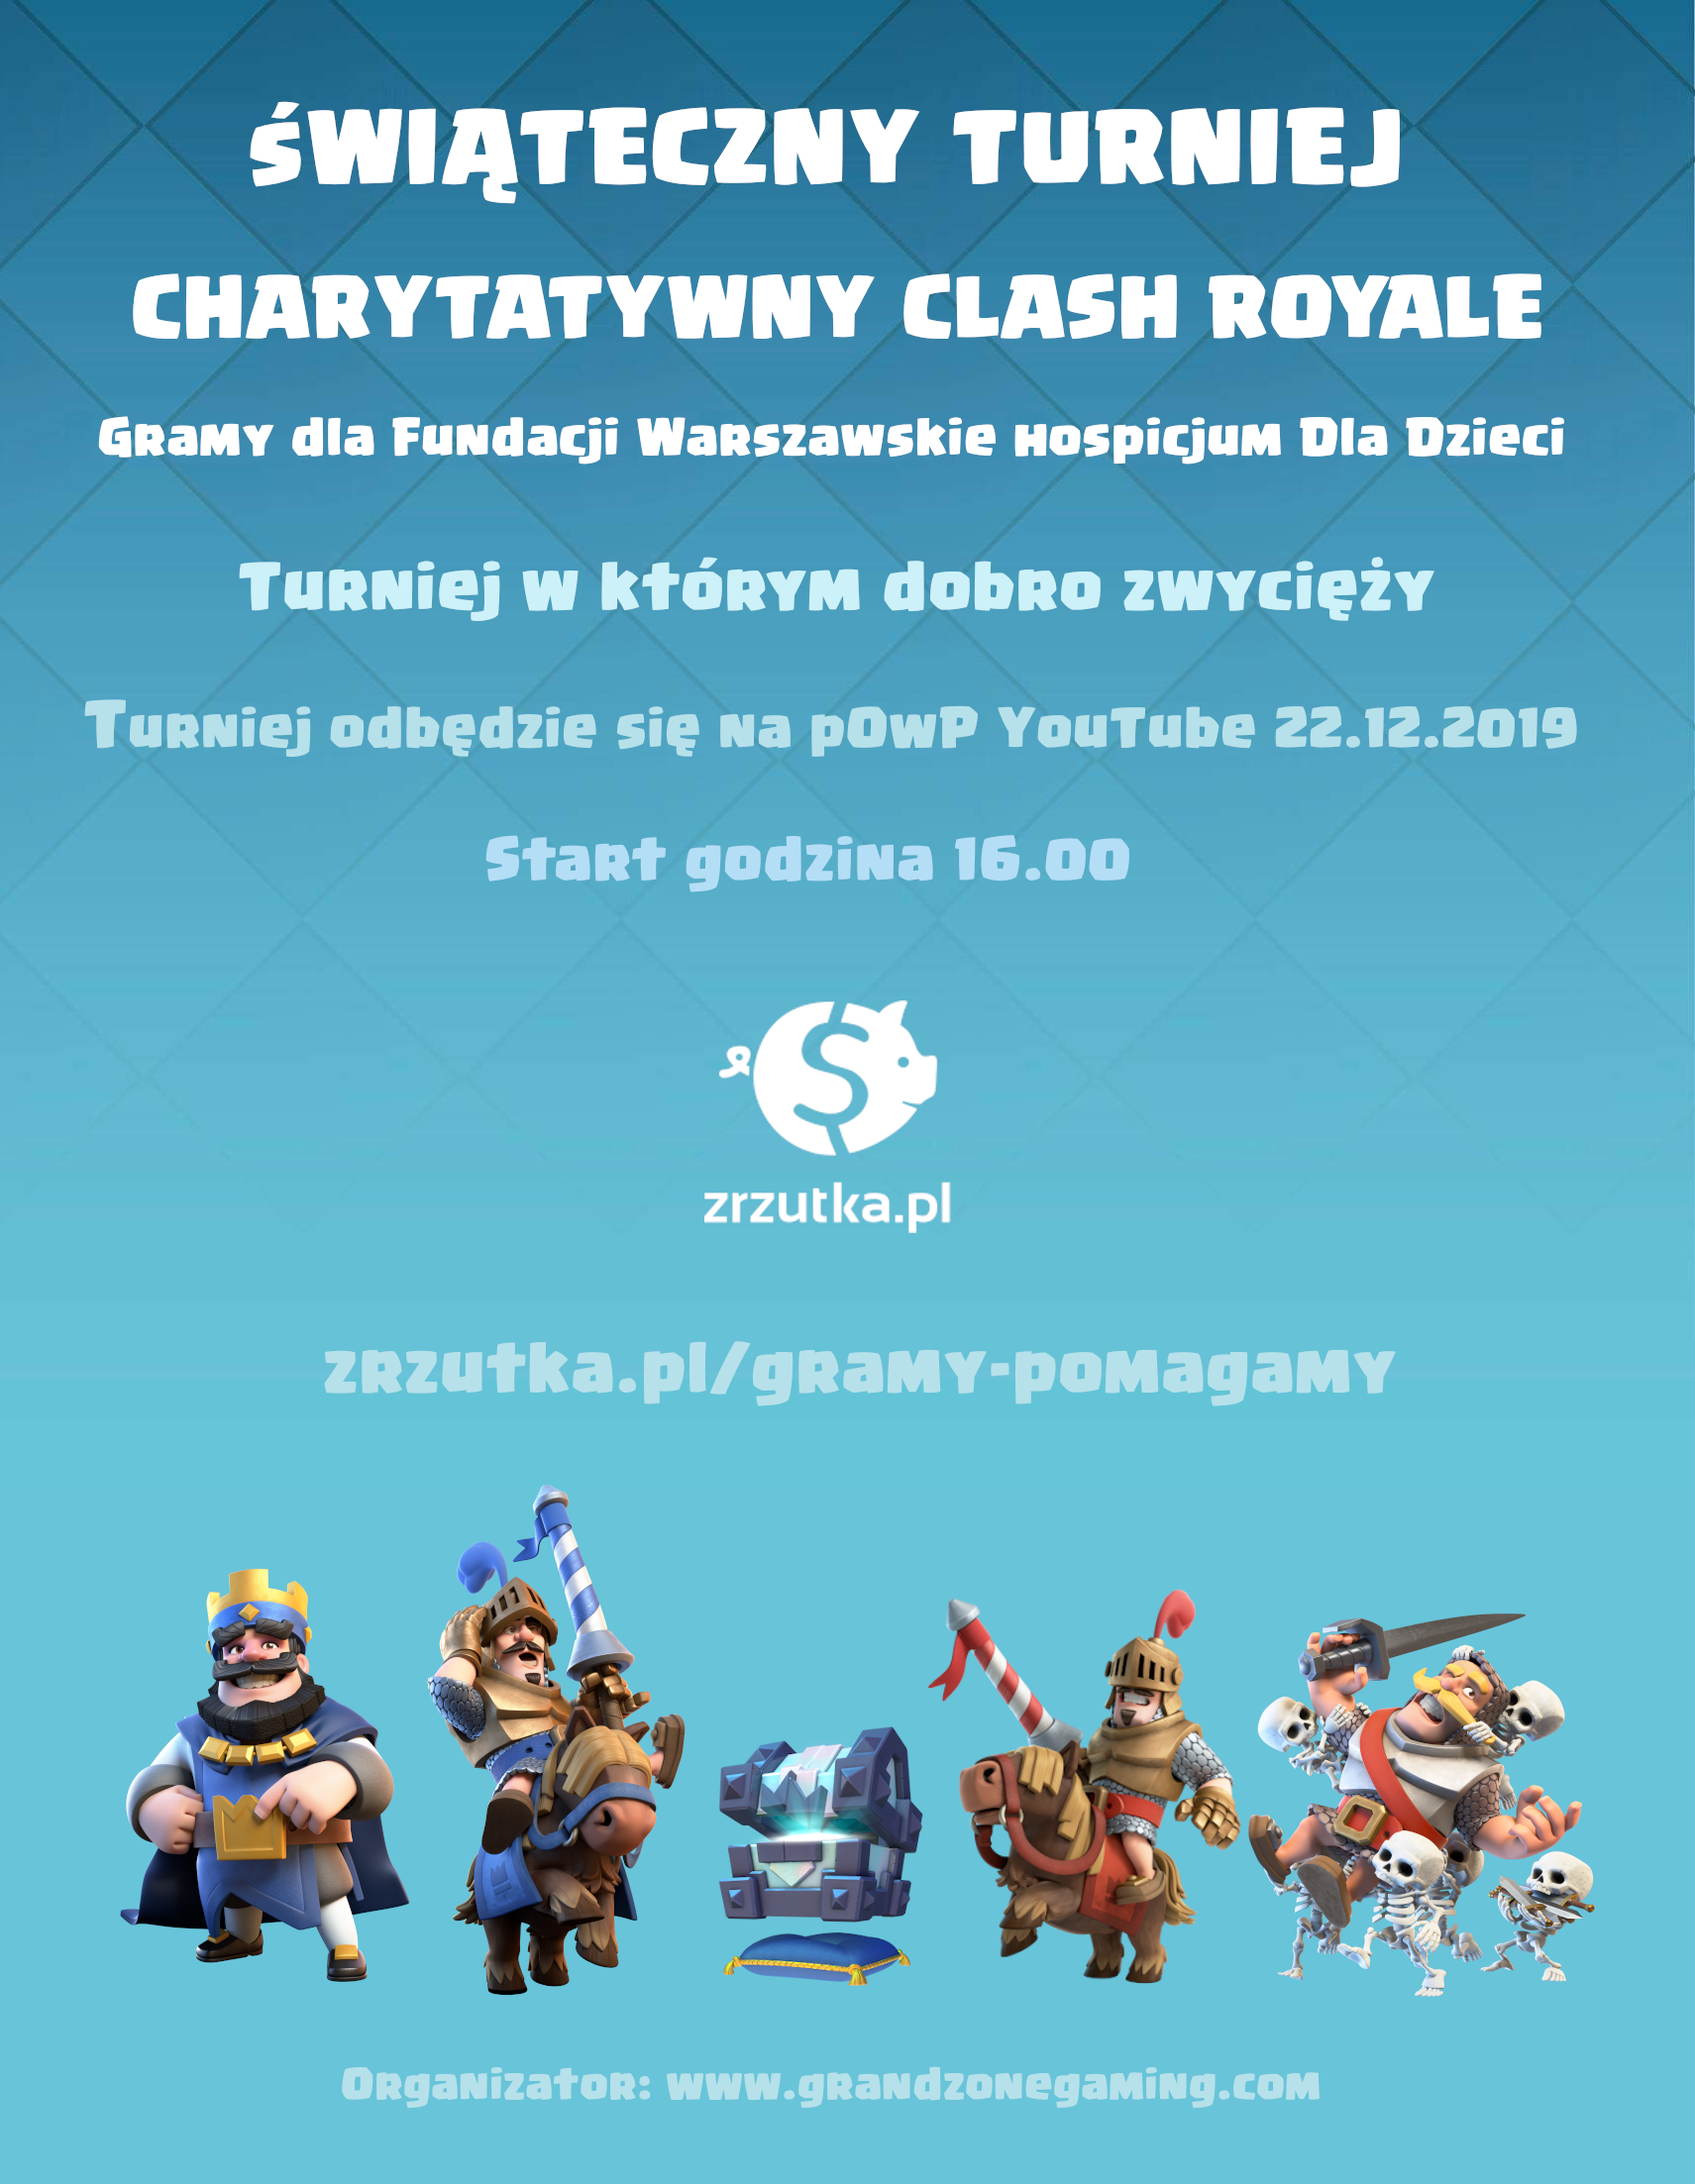 śWIĄTECZNY TURNIEJ
CHARYTATYWNY CLASH ROYALE
Gramy dla Fundacji Warszawskie Hospicjum Dla Dzieci
Turniej w którym dobro zwycięży
Turniej odbędzie się na pOwP YouTube 22.12.2019
Start godzina 16.00
zrzutka.pl
zrzutka.pl/gramy-pomagamy
Organizator: www.grandzonegaming.com